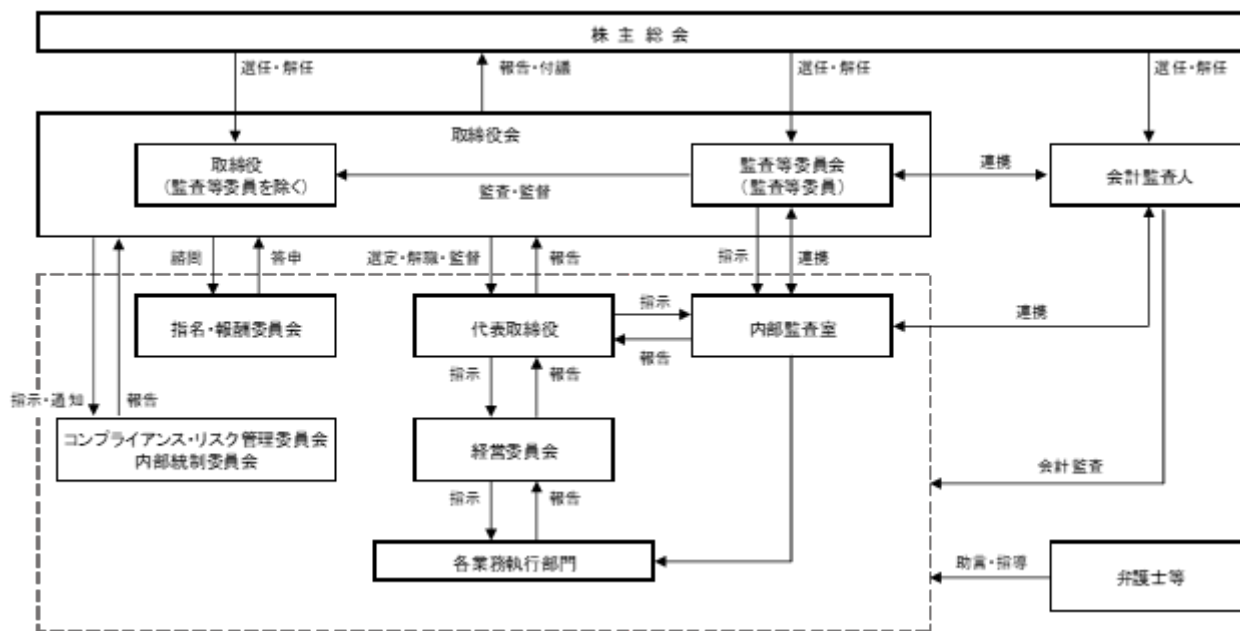 株主総会
選任・解任
報告・付議
選任・解任
選任・解任
取締役会
取締役
（監査等委員を除く）
監査・監督
監査等委員会
（監査等委員）
連携
会計監査人
諮問
答申
選定・解職・監督
報告
指示
連携
指名・報酬委員会
代表取締役
指示
報告
内部監査室
連携
指示・通知
報告
指示
報告
コンプライアンス・リスク管理委員会
内部統制委員会
経営委員会
会計監査
指示
報告
各業務執行部門
助言・指導
弁護士等